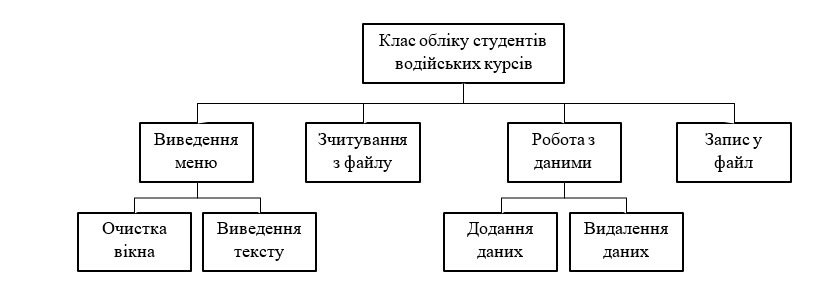 Клас обліку студентів
водійських курсів
Виведення
меню
Зчитування
з файлу
Робота з
даними
Запис у
файл
Очистка
вікна
Виведення
тексту
Додання
даних
Видалення
даних